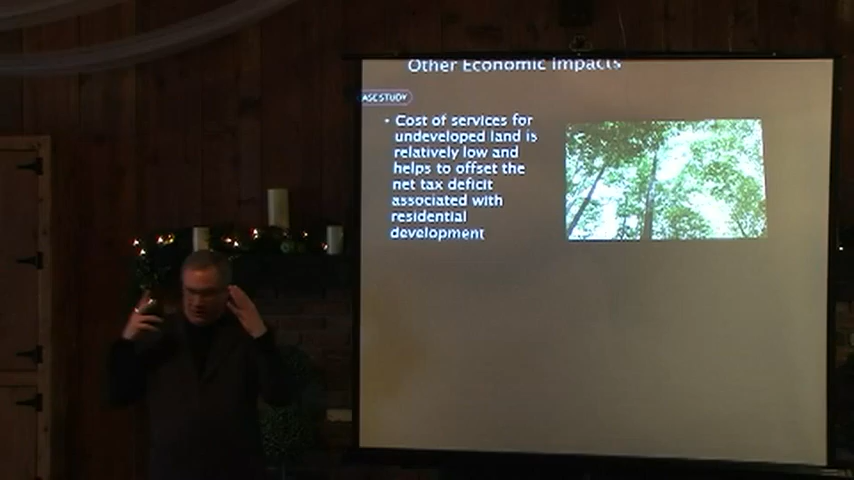 Other Economic Impacts
ASE STUDY
• Cost of services for
undeveloped land is
relatively low and
helps to offset the
net tax deficit
associated with
residential
development